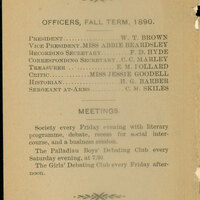 OFFICERS, FALL TERM, 1890.
PRESIDENT W. T. BROWN
VICE PRESIDENT MISS ABBIE BEARDSLEY
RECORDING SECRETARY F. D. HYDE
CORRESPONDING SECRETARY C. C. MARLEY
TREASURER E. M. POLLARD
CRITIC MISS JESSIE GOODELL
HISTORIAN H. G. BARBER
SERGEANT AT-ARMS C. M. SKILES
MEETINGS.
Society every Friday evening with literary
programme, debate, recess for social inter-
course, and a business session.
The Palladian Boys' Debating Club every
Saturday evening, at 7.30
The Girls' Debating Club every Friday after-
noon.